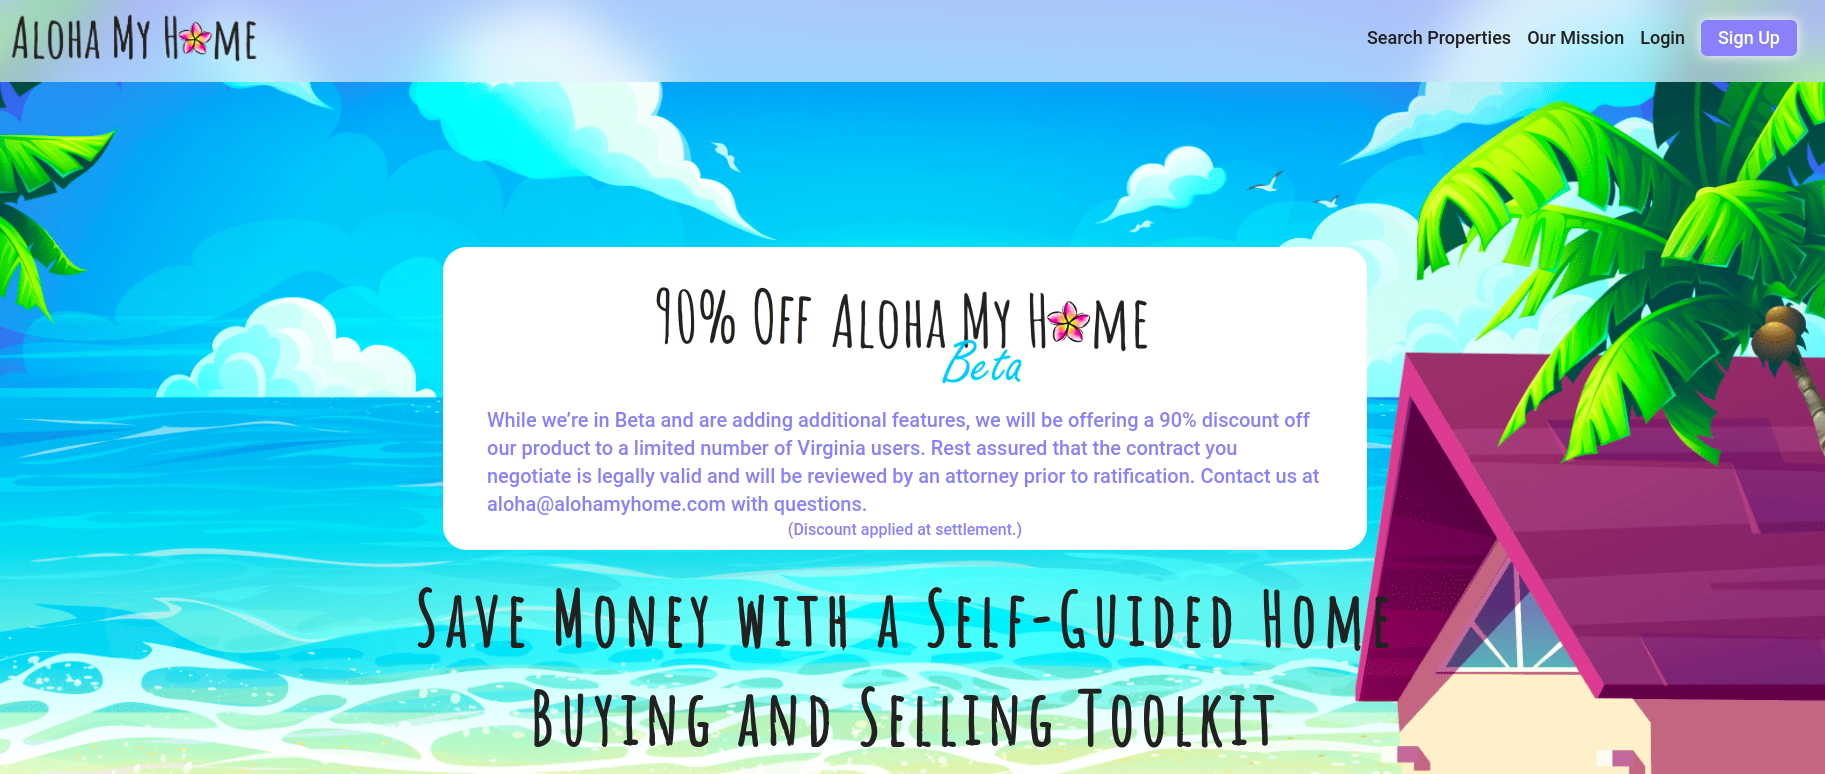 Aloha My Home
Search Properties Our Mission Login Sign Up
90% Off Aloha My Home
Beta
While we’re in Beta and are adding additional features, we will be offering a 90% discount off
our product to a limited number of Virginia users. Rest assured that the contract you
negotiate is legally valid and will be reviewed by an attorney prior to ratification. Contact us at
aloha@alohamyhome.com with questions.
(Discount applied at settlement.)
Save Money with a Self-Guided Home
Buying and Selling Toolkit